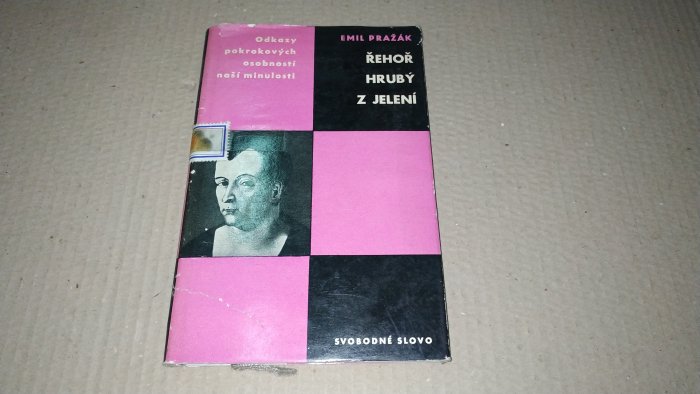 Odkazy
pokrokových
osobností
naší minulosti
EMIL PRAŽÁK
ŘEHOŘ
HRUBÝ
Z JELENÍ
SVOBODNÉ SLOVO